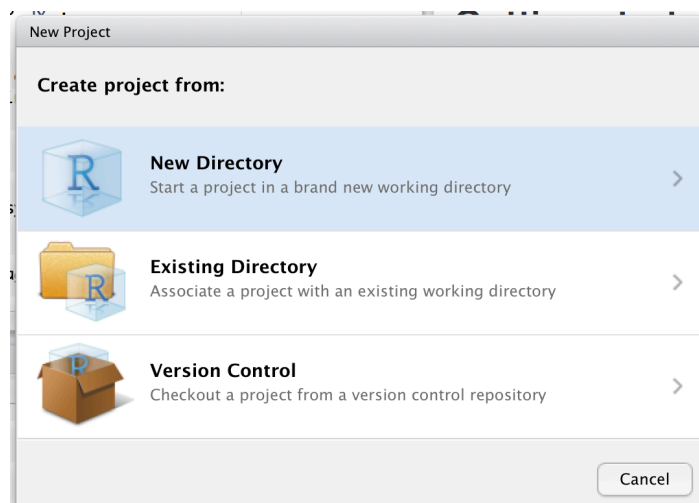 New Project
Create project from:
New Directory
Start a project in a brand new working directory
Existing Directory
Associate a project with an existing working directory
Version Control
Checkout a project from a version control repository
Cancel